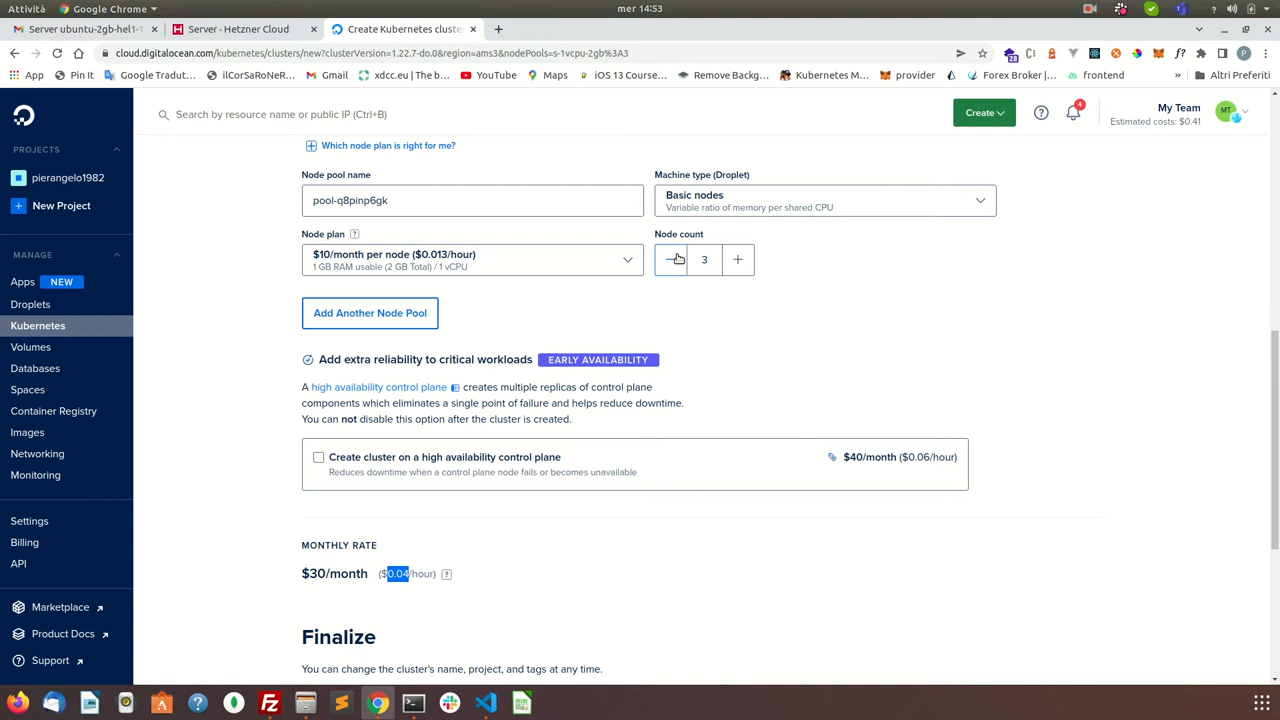 Attività
Google Chrome
mer 14:53
Server ubuntu-2gb-hel1-1
Server · Hetzner Cloud
Create Kubernetes cluste
cloud.digitalocean.com/kubernetes/clusters/new?clusterVersion=1.22.7-do.0&region=ams3&nodePools=s-1vcpu-2gb%3A3
28
P
App
Pin It
Google Tradut...
ilCorSaRoNeR...
Gmail
xdcc.eu | The b...
YouTube
Maps
iOS 13 Course...
Remove Backg...
Kubernetes M...
provider
Forex Broker |...
frontend
»
Altri Preferiti
Search by resource name or public IP (Ctrl+B)
Create
4
My Team
Estimated costs: $0.41
MT
PROJECTS
pierangelo1982
New Project
MANAGE
Apps
NEW
Droplets
Kubernetes
Volumes
Databases
Spaces
Container Registry
Images
Networking
Monitoring
Settings
Billing
API
Marketplace
Product Docs
Support
Which node plan is right for me?
Node pool name
pool-q8pinp6gk
Machine type (Droplet)
Basic nodes
Variable ratio of memory per shared CPU
Node plan
$10/month per node ($0.013/hour)
1 GB RAM usable (2 GB Total) / 1 vCPU
Node count
3
Add Another Node Pool
Add extra reliability to critical workloads
EARLY AVAILABILITY
A high availability control plane creates multiple replicas of control plane
components which eliminates a single point of failure and helps reduce downtime.
You can not disable this option after the cluster is created.
Create cluster on a high availability control plane
$40/month ($0.06/hour)
Reduces downtime when a control plane node fails or becomes unavailable
MONTHLY RATE
$30/month ($0.04/hour)
Finalize
You can change the cluster's name, project, and tags at any time.